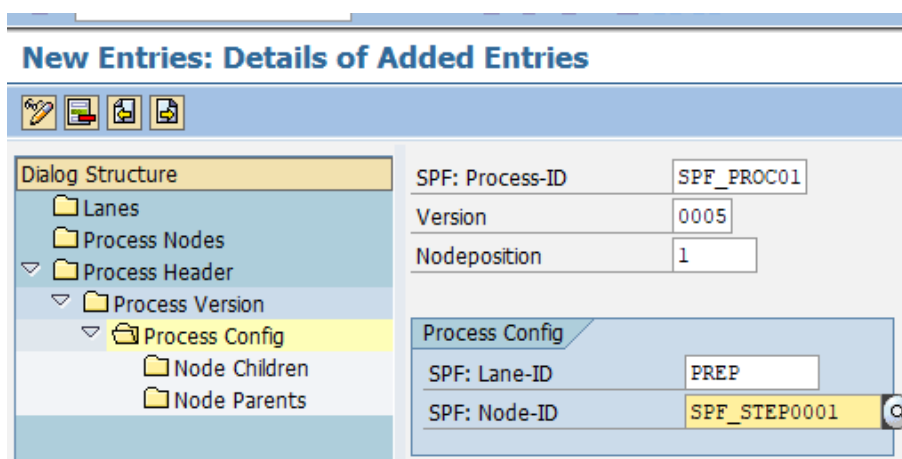 New Entries: Details of Added Entries
Dialog Structure
Lanes
Process Nodes
Process Header
Process Version
Process Config
Node Children
Node Parents
SPF: Process-ID SPF_PROC01
Version 0005
Nodeposition 1
Process Config
SPF: Lane-ID PREP
SPF: Node-ID SPF_STEP0001